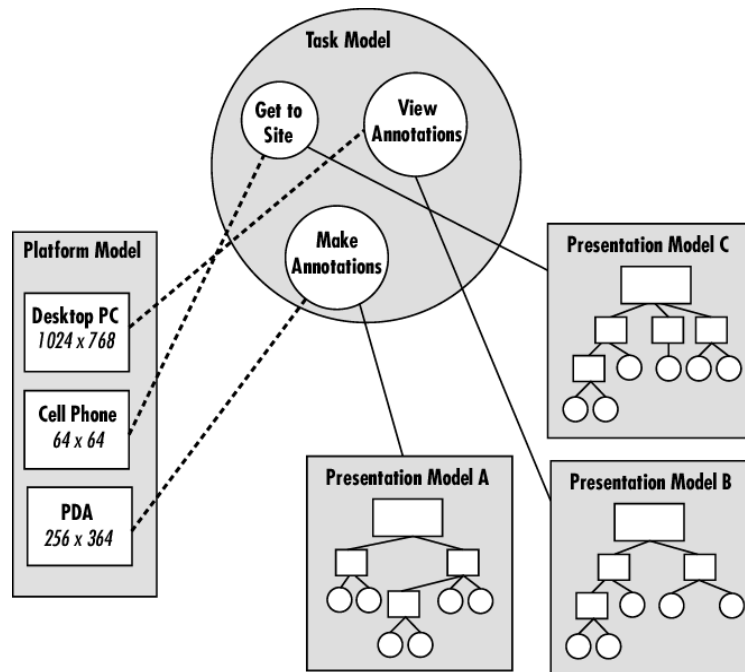 Task Model
Get to
Site
View
Annotations
Make
Annotations
Platform Model
Desktop PC
1024 x 768
Cell Phone
64 x 64
PDA
256 x 364
Presentation Model C
Presentation Model A
Presentation Model B